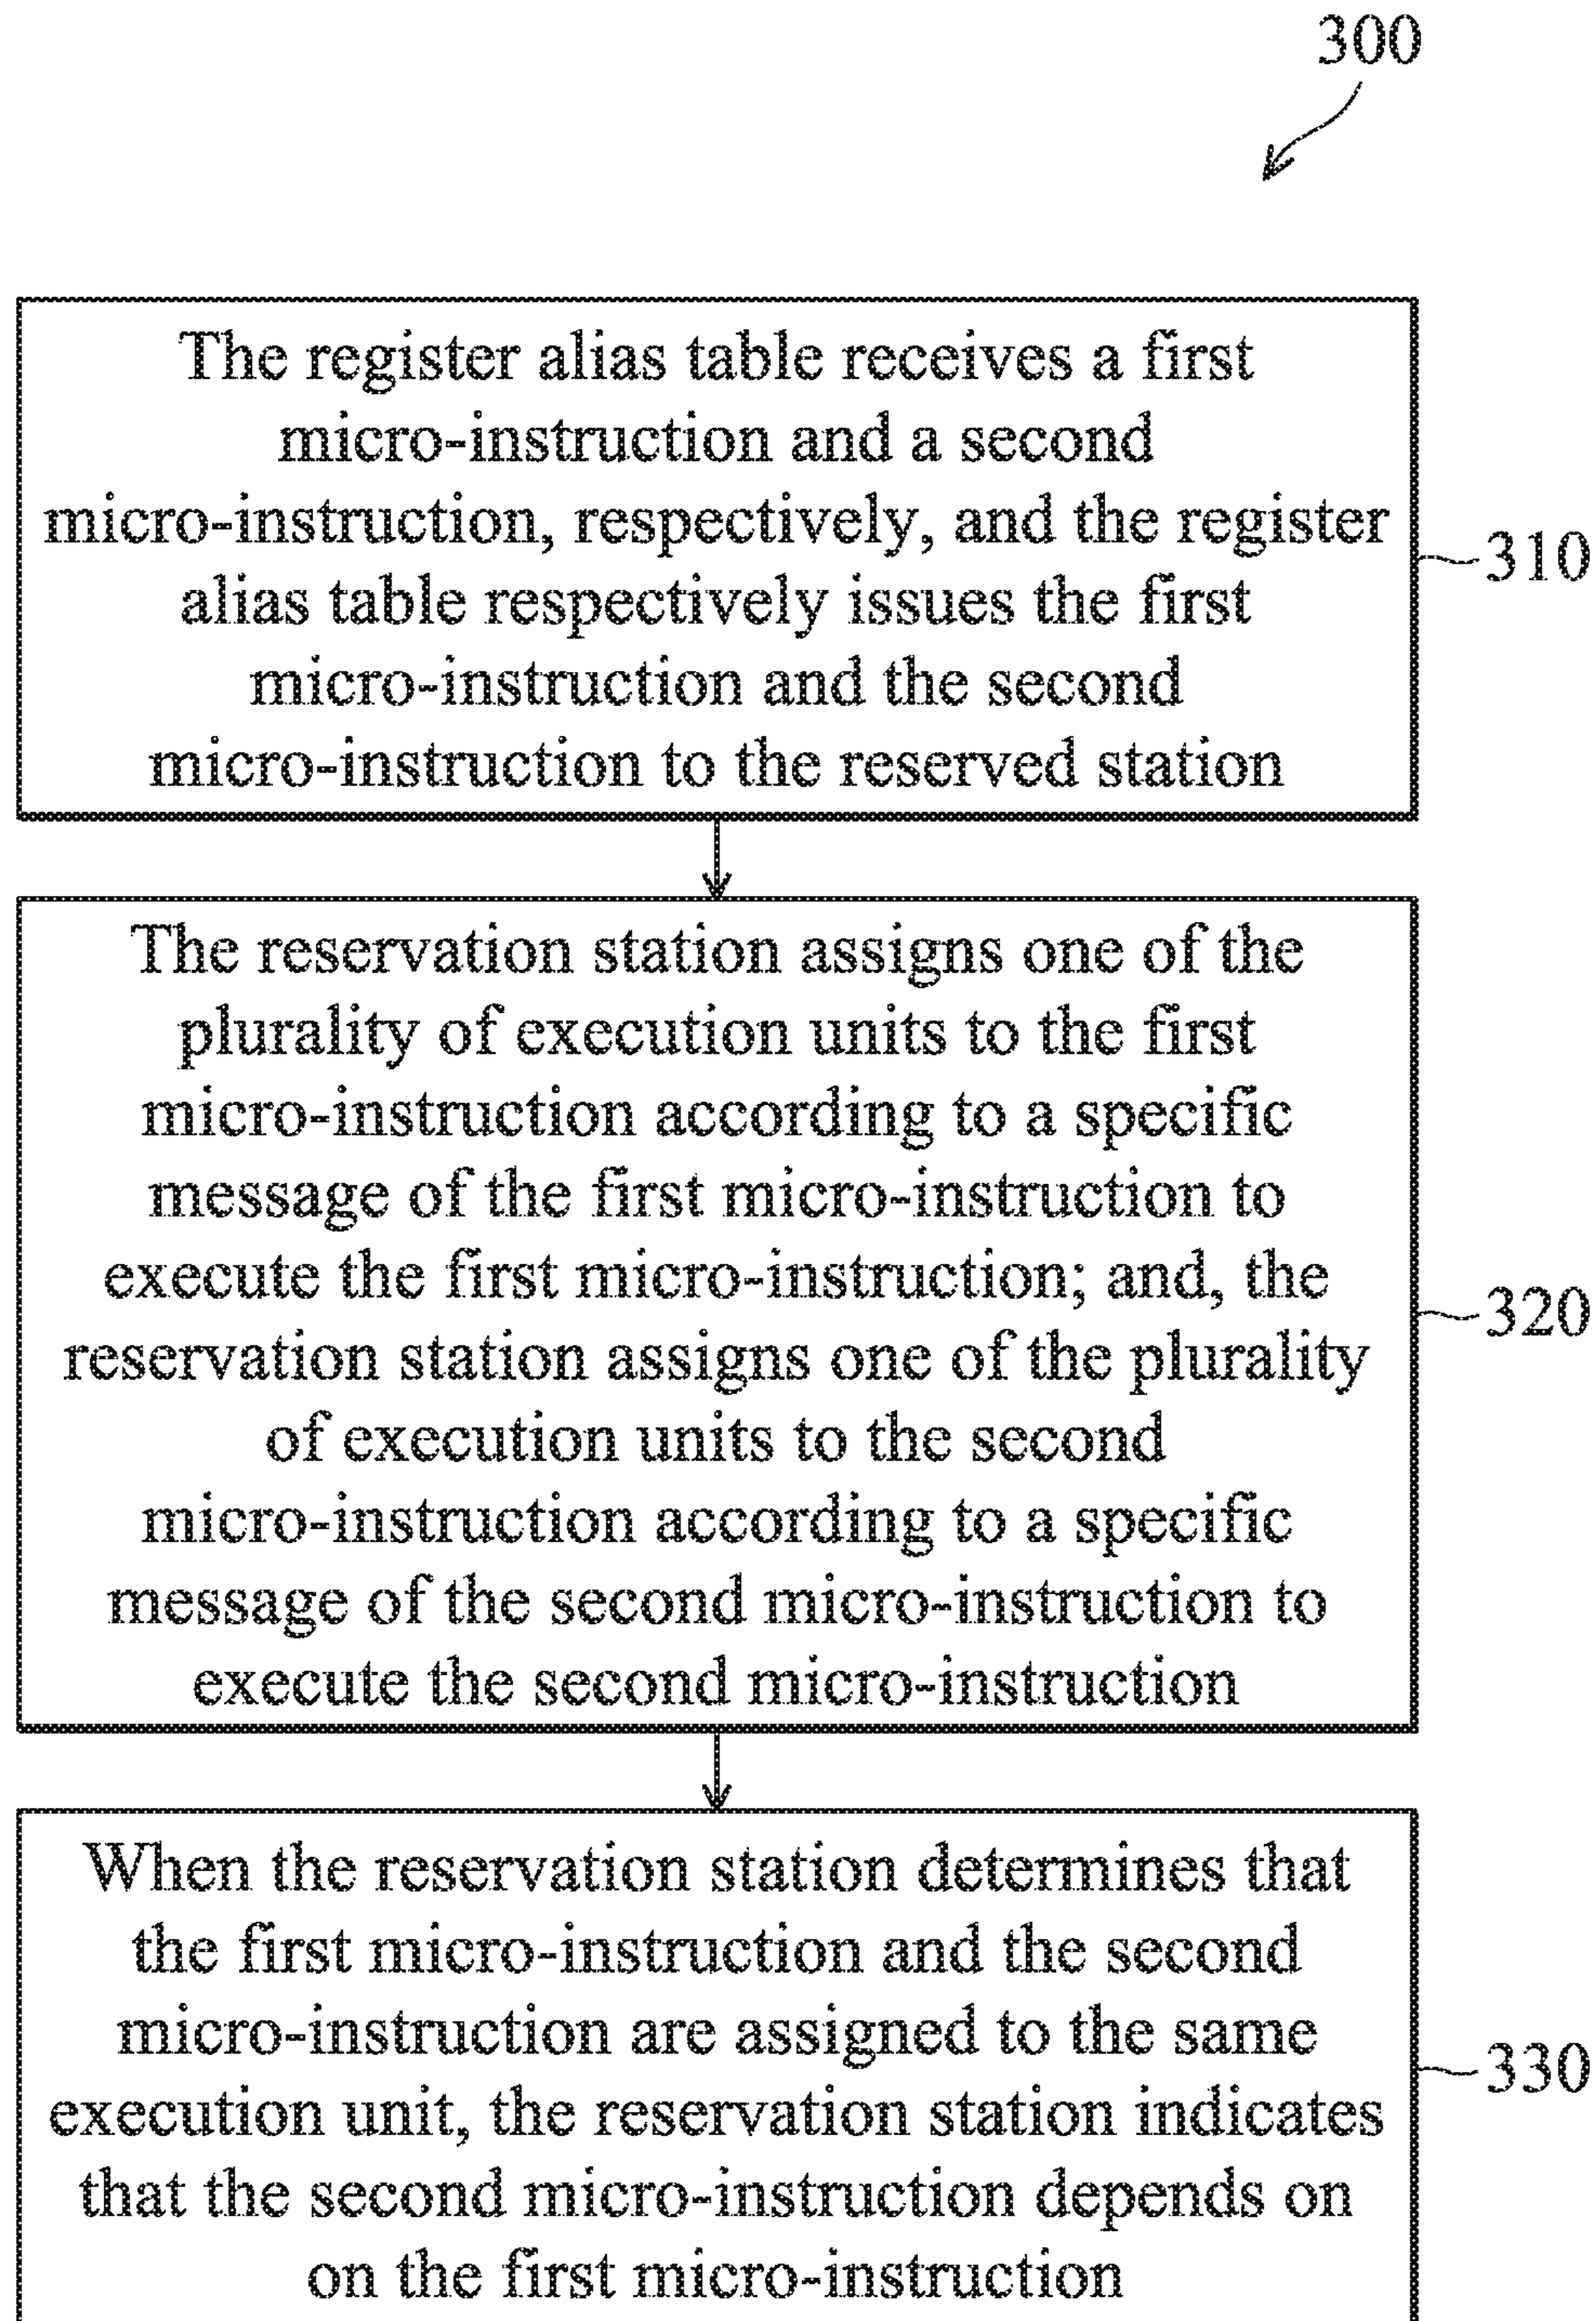 300
The register alias table receives a first
micro-instruction and a second
micro-instruction, respectively, and the register
alias table respectively issues the first
micro-instruction and the second
micro-instruction to the reserved station
310
The reservation station assigns one of the
plurality of execution units to the first
micro-instruction according to a specific
message of the first micro-instruction to
execute the first micro-instruction; and, the
reservation station assigns one of the plurality
of execution units to the second
micro-instruction according to a specific
message of the second micro-instruction to
execute the second micro-instruction
320
When the reservation station determines that
the first micro-instruction and the second
micro-instruction are assigned to the same
execution unit, the reservation station indicates
that the second micro-instruction depends on
on the first micro-instruction
330